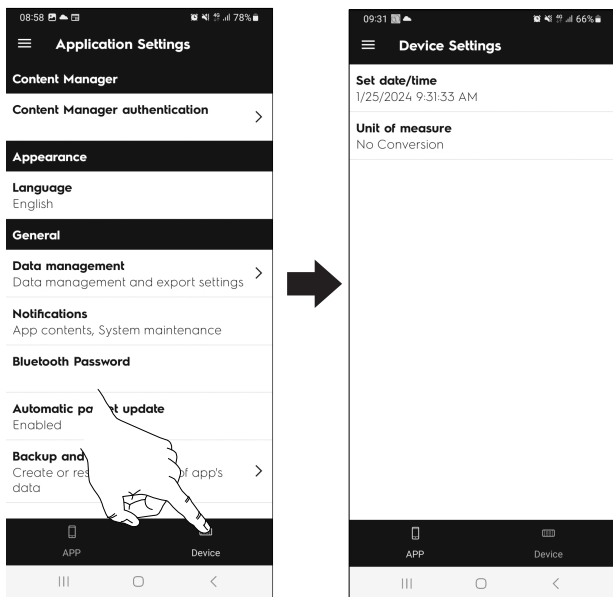 08:58
4G 78%
Application Settings
Content Manager
Content Manager authentication
Appearance
Language
English
General
Data management
Data management and export settings
Notifications
App contents, System maintenance
Bluetooth Password
Automatic pa t update
Enabled
Backup and
Create or res of app's
data
APP
Device
09:31
4G 66%
Device Settings
Set date/time
1/25/2024 9:31:33 AM
Unit of measure
No Conversion
APP
Device